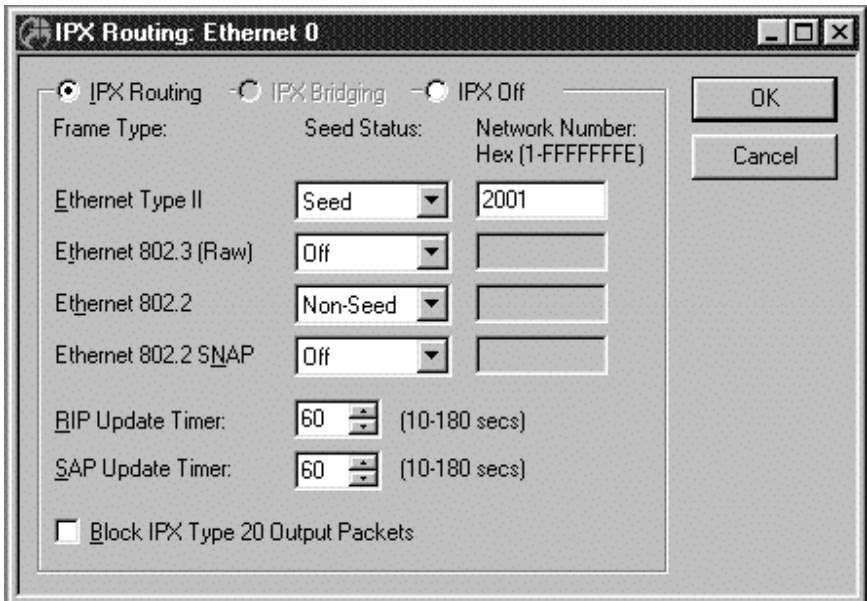 IPX Routing: Ethernet 0
IPX Routing IPX Bridging IPX Off
OK
Frame Type: Seed Status: Network Number:
Hex (1-FFFFFFFE)
Cancel
Ethernet Type II Seed 2001
Ethernet 802.3 (Raw) Off
Ethernet 802.2 Non-Seed
Ethernet 802.2 SNAP Off
RIP Update Timer: 60 (10-180 secs)
SAP Update Timer: 60 (10-180 secs)
Block IPX Type 20 Output Packets